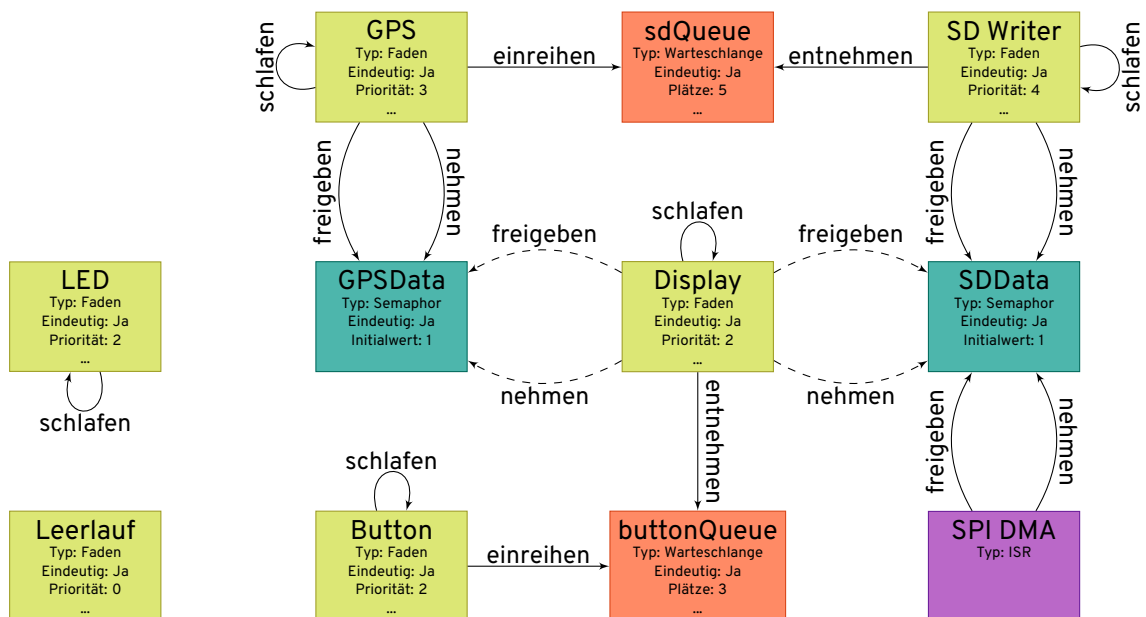 GPS
Typ: Faden
Eindeutig: Ja
Priorität: 3
...
schlafen
einreihen
sdQueue
Typ: Warteschlange
Eindeutig: Ja
Plätze: 5
...
entnehmen
SD Writer
Typ: Faden
Eindeutig: Ja
Priorität: 4
...
schlafen
freigeben
nehmen
freigeben
nehmen
LED
Typ: Faden
Eindeutig: Ja
Priorität: 2
...
schlafen
GPSData
Typ: Semaphor
Eindeutig: Ja
Initialwert: 1
freigeben
nehmen
schlafen
Display
Typ: Faden
Eindeutig: Ja
Priorität: 2
...
freigeben
nehmen
SDData
Typ: Semaphor
Eindeutig: Ja
Initialwert: 1
entnehmen
freigeben
nehmen
Leerlauf
Typ: Faden
Eindeutig: Ja
Priorität: 0
...
schlafen
Button
Typ: Faden
Eindeutig: Ja
Priorität: 2
...
einreihen
buttonQueue
Typ: Warteschlange
Eindeutig: Ja
Plätze: 3
...
SPI DMA
Typ: ISR